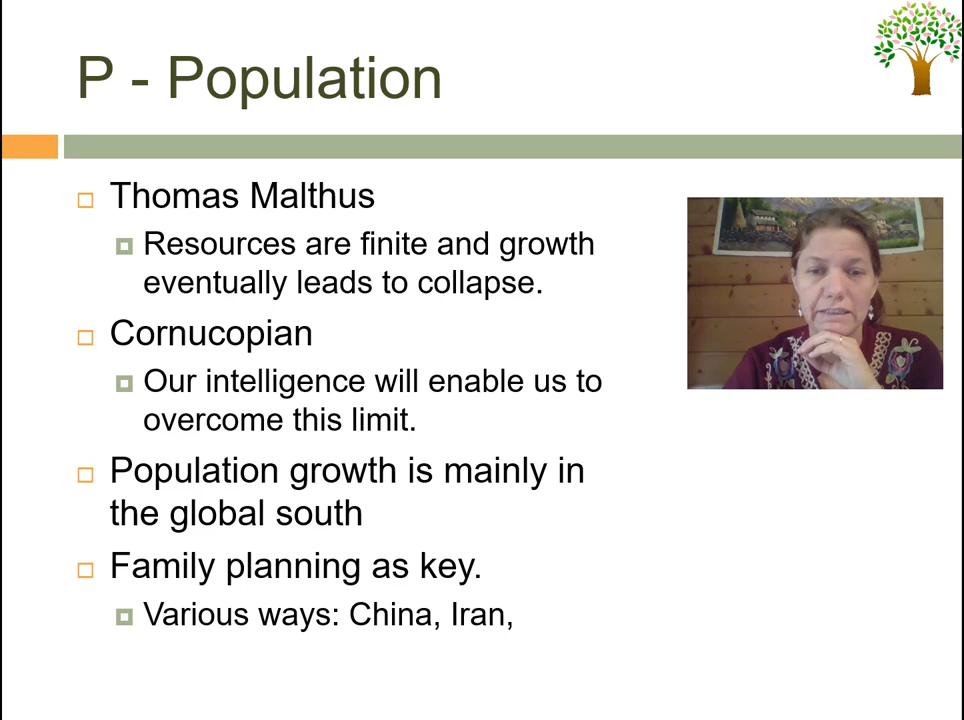 P - Population
Thomas Malthus
Resources are finite and growth
eventually leads to collapse.
Cornucopian
Our intelligence will enable us to
overcome this limit.
Population growth is mainly in
the global south
Family planning as key.
Various ways: China, Iran,